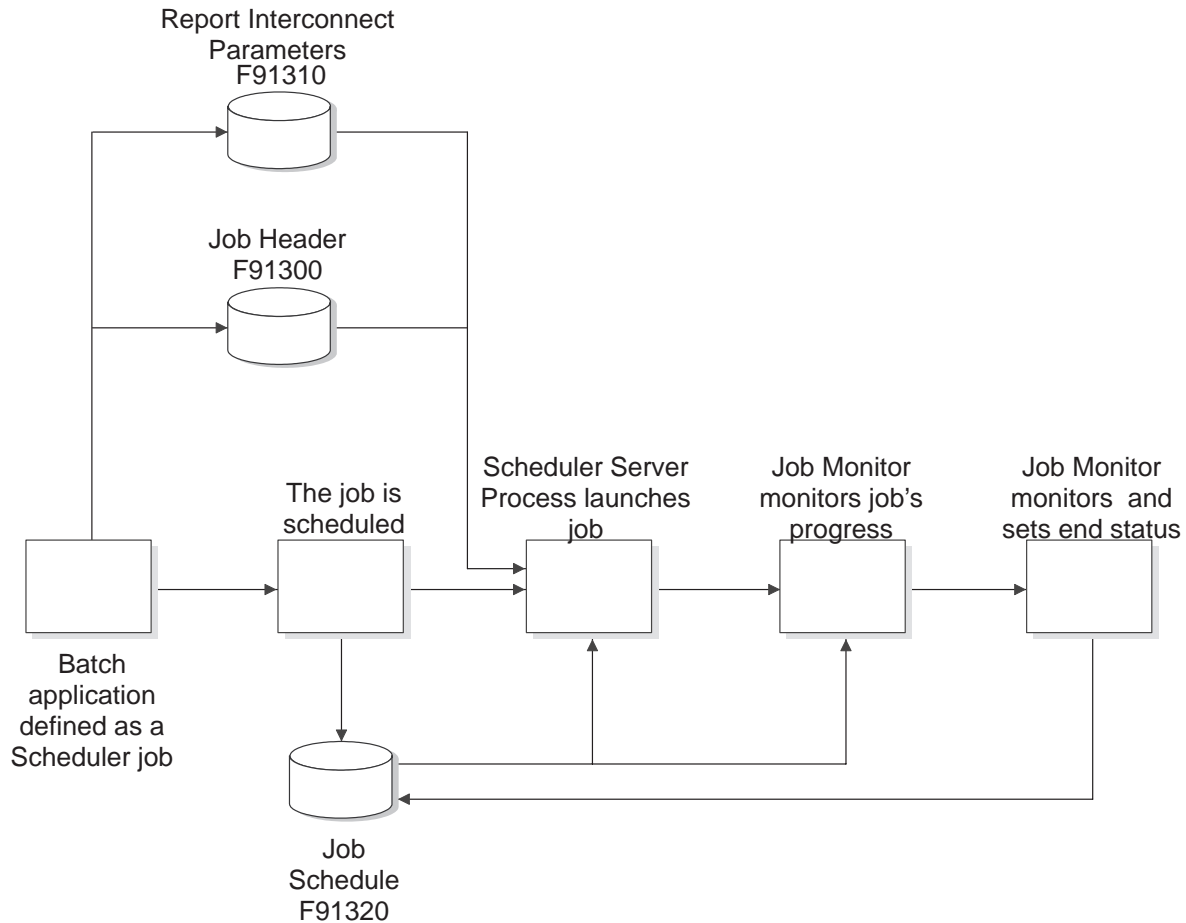 Report Interconnect
Parameters
F91310
Job Header
F91300
The job is
scheduled
Scheduler Server
Process launches
job
Job Monitor
monitors job's
progress
Job Monitor
monitors and
sets end status
Batch
application
defined as a
Scheduler job
Job
Schedule
F91320